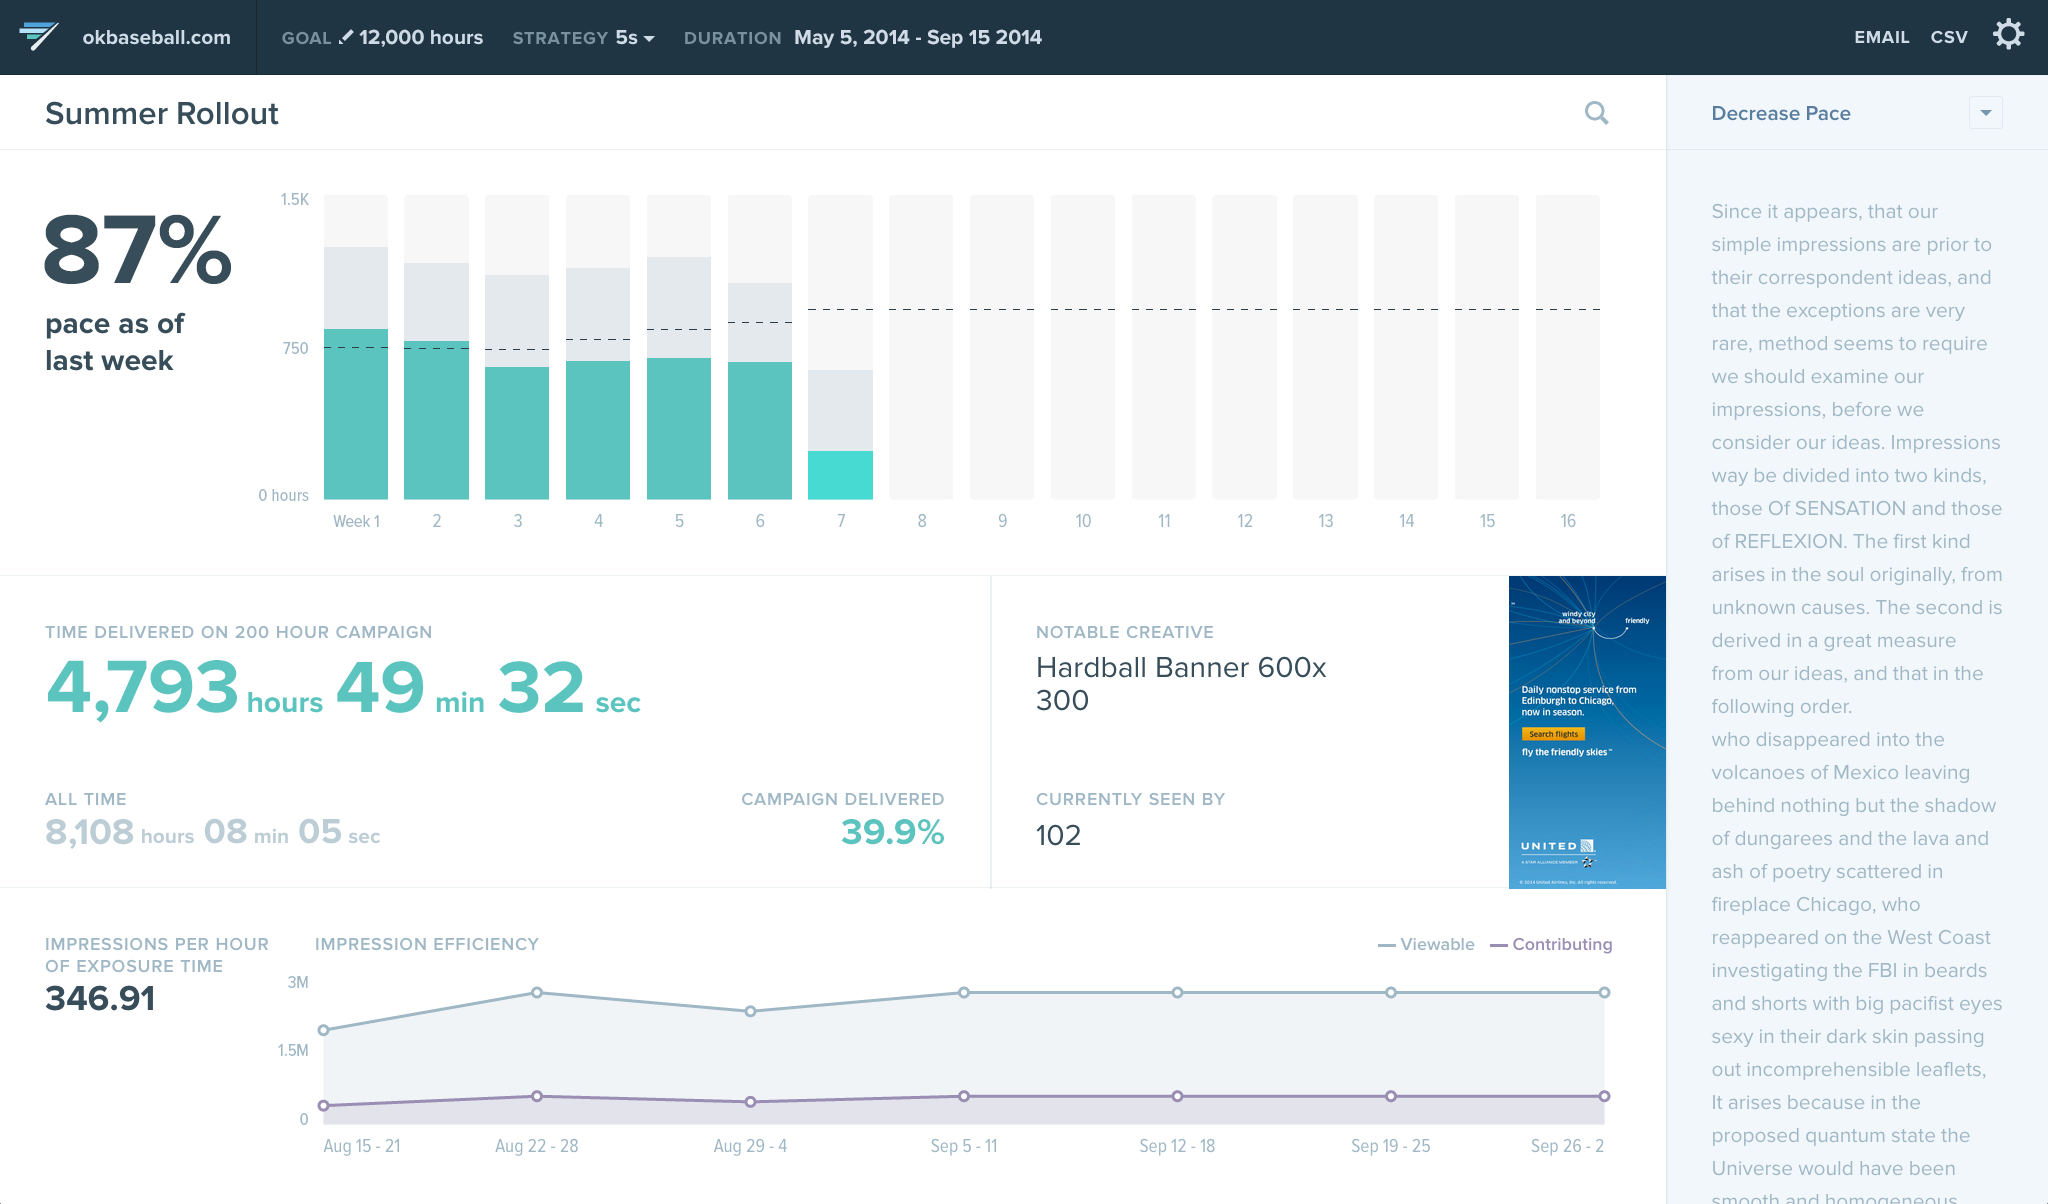 okbaseball.com
GOAL 12,000 hours STRATEGY 5s DURATION May 5, 2014 - Sep 15 2014
EMAIL CSV
Summer Rollout
87%
pace as of
last week
1.5K
750
0 hours
Week 1 2 3 4 5 6 7 8 9 10 11 12 13 14 15 16
TIME DELIVERED ON 200 HOUR CAMPAIGN
4,793 hours 49 min 32 sec
ALL TIME
8,108 hours 08 min 05 sec
CAMPAIGN DELIVERED
39.9%
NOTABLE CREATIVE
Hardball Banner 600x
300
CURRENTLY SEEN BY
102
windy city
and beyond
friendly
Daily nonstop service from
Edinburgh to Chicago,
now in season.
Search flights
fly the friendly skies℠
UNITED
A STAR ALLIANCE MEMBER
© 2014 United Airlines, Inc. All rights reserved.
IMPRESSIONS PER HOUR
OF EXPOSURE TIME
346.91
IMPRESSION EFFICIENCY
Viewable Contributing
3M
1.5M
0
Aug 15 - 21 Aug 22 - 28 Aug 29 - 4 Sep 5 - 11 Sep 12 - 18 Sep 19 - 25 Sep 26 - 2
Decrease Pace
Since it appears, that our
simple impressions are prior to
their correspondent ideas, and
that the exceptions are very
rare, method seems to require
we should examine our
impressions, before we
consider our ideas. Impressions
way be divided into two kinds,
those Of SENSATION and those
of REFLEXION. The first kind
arises in the soul originally, from
unknown causes. The second is
derived in a great measure
from our ideas, and that in the
following order.
who disappeared into the
volcanoes of Mexico leaving
behind nothing but the shadow
of dungarees and the lava and
ash of poetry scattered in
fireplace Chicago, who
reappeared on the West Coast
investigating the FBI in beards
and shorts with big pacifist eyes
sexy in their dark skin passing
out incomprehensible leaflets,
It arises because in the
proposed quantum state the
Universe would have been
smooth and homogeneous